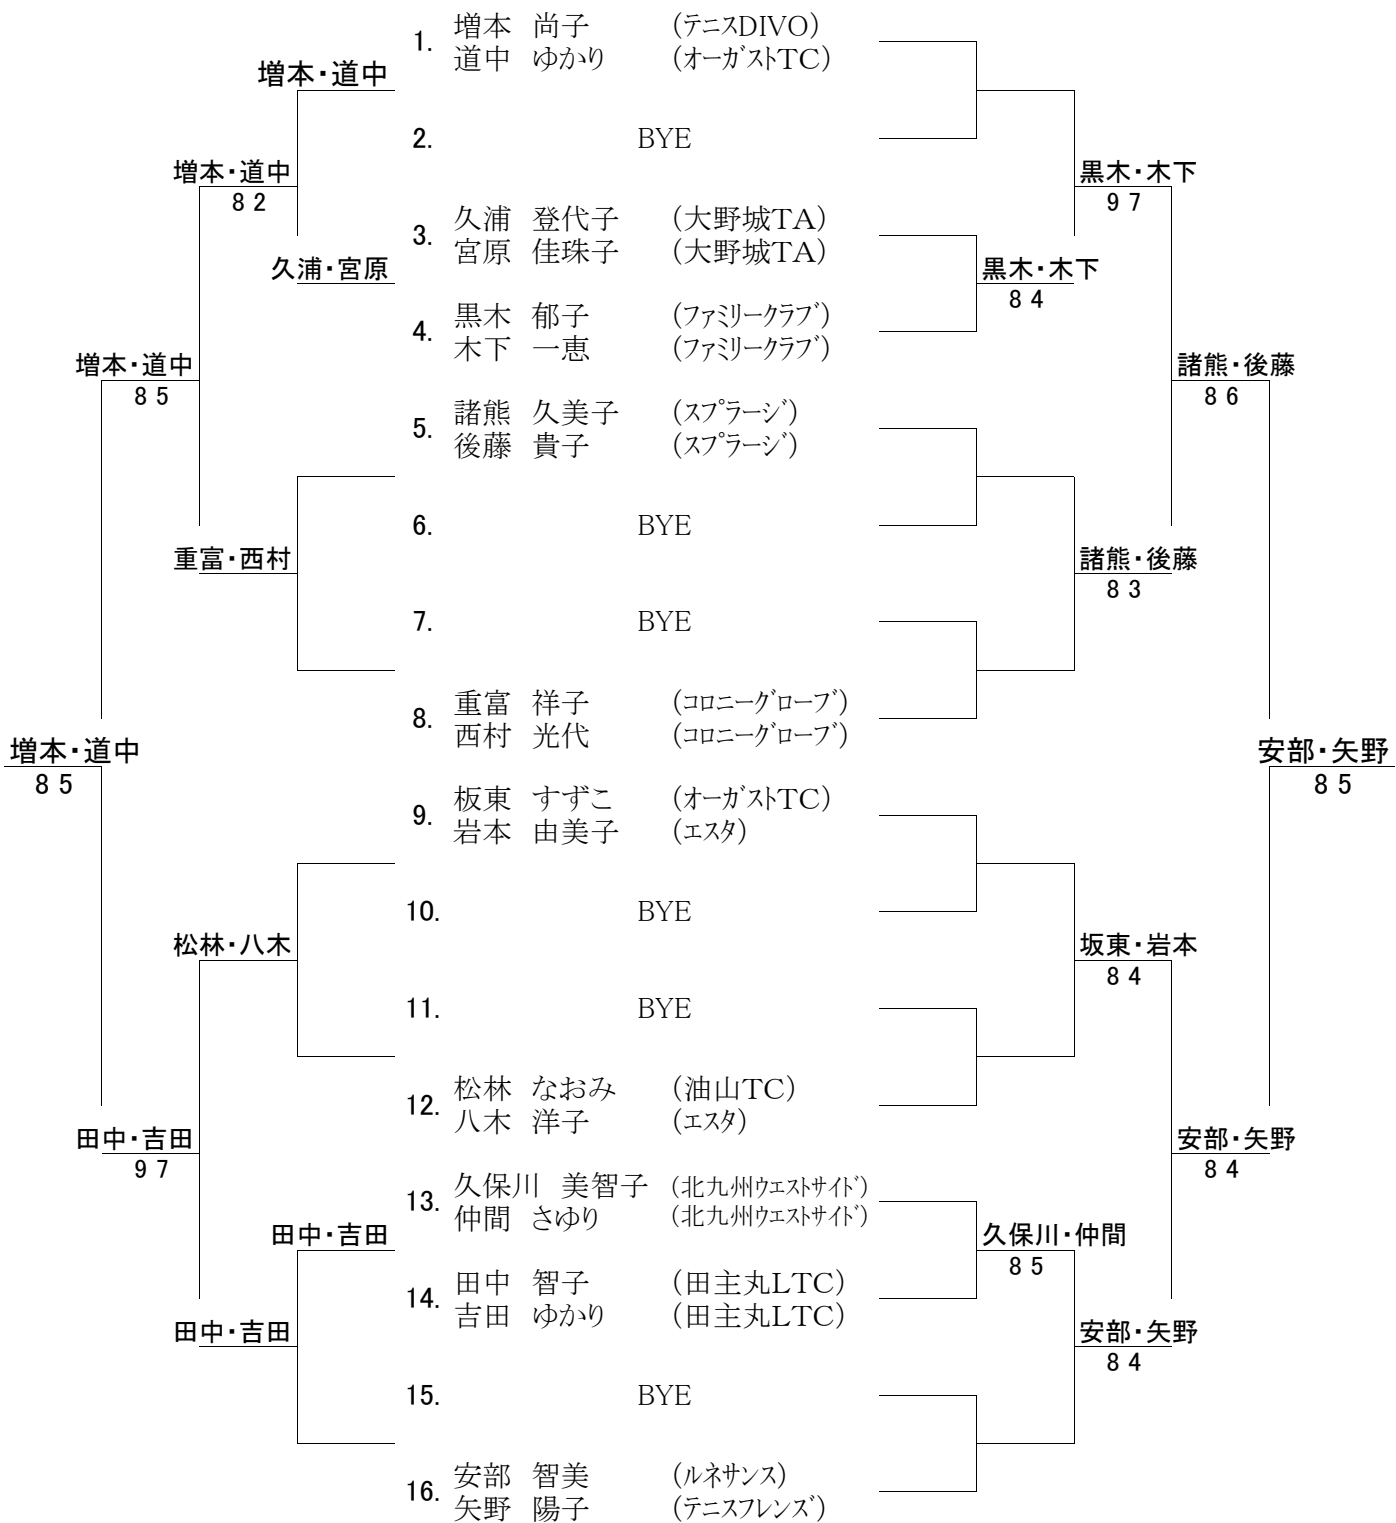 1. 増本 尚子 (テニスDIVO)
道中 ゆかり (オーガストTC)
増本・道中
2. BYE
増本・道中
8 2
黒木・木下
9 7
3. 久浦 登代子 (大野城TA)
宮原 佳珠子 (大野城TA)
久浦・宮原
黒木・木下
8 4
4. 黒木 郁子 (ファミリークラブ)
木下 一恵 (ファミリークラブ)
増本・道中
8 5
諸熊・後藤
8 6
5. 諸熊 久美子 (スプラージ)
後藤 貴子 (スプラージ)
6. BYE
重富・西村
諸熊・後藤
8 3
7. BYE
8. 重富 祥子 (コロニーグローブ)
西村 光代 (コロニーグローブ)
増本・道中
8 5
安部・矢野
8 5
9. 板東 すずこ (オーガストTC)
岩本 由美子 (エスタ)
10. BYE
松林・八木
坂東・岩本
8 4
11. BYE
12. 松林 なおみ (油山TC)
八木 洋子 (エスタ)
田中・吉田
9 7
安部・矢野
8 4
13. 久保川 美智子 (北九州ウエストサイド)
仲間 さゆり (北九州ウエストサイド)
田中・吉田
久保川・仲間
8 5
14. 田中 智子 (田主丸LTC)
吉田 ゆかり (田主丸LTC)
田中・吉田
安部・矢野
8 4
15. BYE
16. 安部 智美 (ルネサンス)
矢野 陽子 (テニスフレンズ)